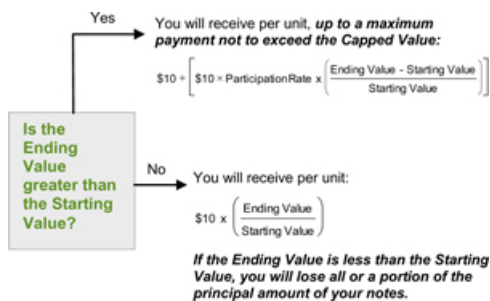 Yes
You will receive per unit, up to a maximum
payment not to exceed the Capped Value:
$10 + [ $10 × Participation Rate x ( Ending Value - Starting Value / Starting Value ) ]
Is the
Ending
Value
greater than
the Starting
Value?
No
You will receive per unit:
$10 x ( Ending Value / Starting Value )
If the Ending Value is less than the Starting
Value, you will lose all or a portion of the
principal amount of your notes.